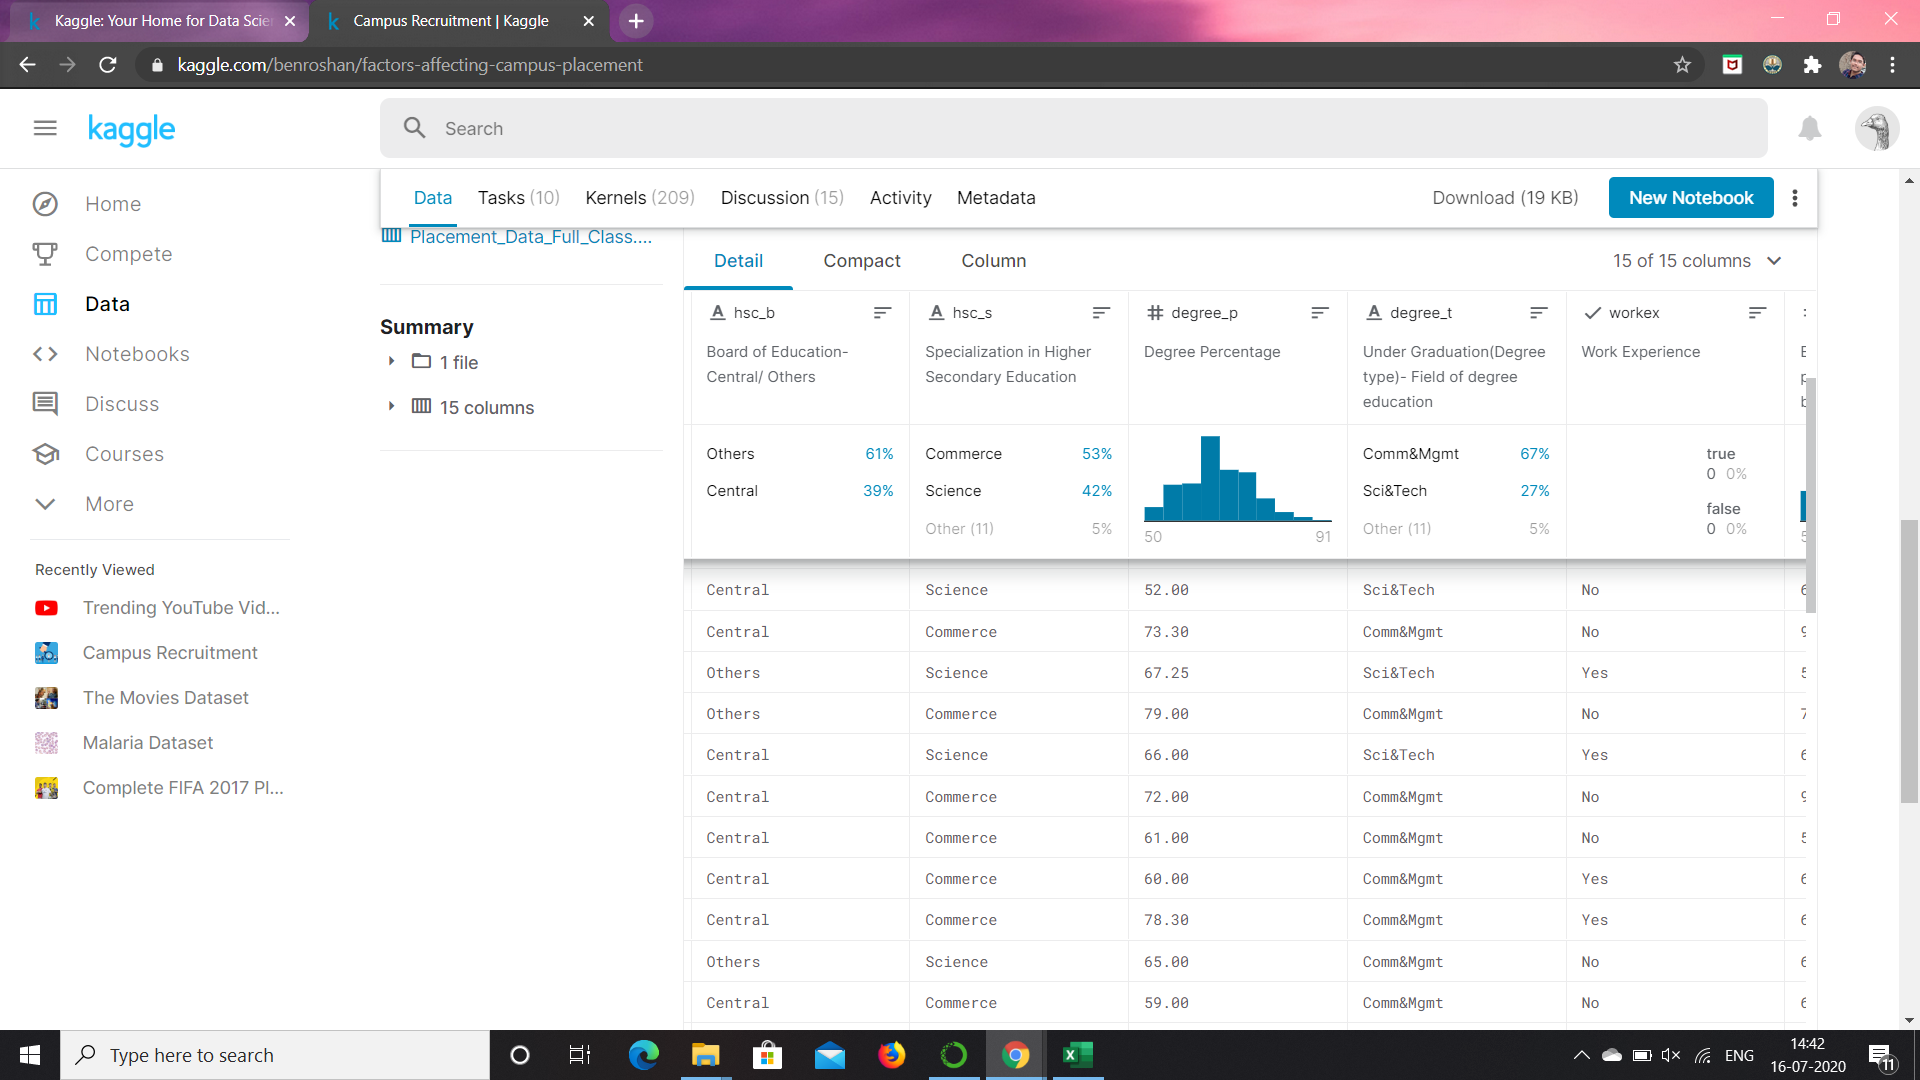 Kaggle: Your Home for Data Scien
Campus Recruitment | Kaggle
kaggle.com/benroshan/factors-affecting-campus-placement
kaggle
Search
Home
Compete
Data
Notebooks
Discuss
Courses
More
Recently Viewed
Trending YouTube Vid...
Campus Recruitment
The Movies Dataset
Malaria Dataset
Complete FIFA 2017 Pl...
Data Tasks (10) Kernels (209) Discussion (15) Activity Metadata Download (19 KB) New Notebook
Placement_Data_Full_Class....
Summary
1 file
15 columns
Detail Compact Column 15 of 15 columns
hsc_b hsc_s degree_p degree_t workex
Board of Education- Specialization in Higher Degree Percentage Under Graduation(Degree Work Experience
Central/ Others Secondary Education type)- Field of degree
education
Others 61% Commerce 53% Comm&Mgmt 67% true
0 0%
Central 39% Science 42% Sci&Tech 27%
false
Other (11) 5% Other (11) 5% 0 0%
50 91
Central Science 52.00 Sci&Tech No
Central Commerce 73.30 Comm&Mgmt No
Others Science 67.25 Sci&Tech Yes
Others Commerce 79.00 Comm&Mgmt No
Central Science 66.00 Sci&Tech Yes
Central Commerce 72.00 Comm&Mgmt No
Central Commerce 61.00 Comm&Mgmt No
Central Commerce 60.00 Comm&Mgmt Yes
Central Commerce 78.30 Comm&Mgmt Yes
Others Science 65.00 Comm&Mgmt No
Central Commerce 59.00 Comm&Mgmt No
Type here to search
ENG
14:42
16-07-2020
11